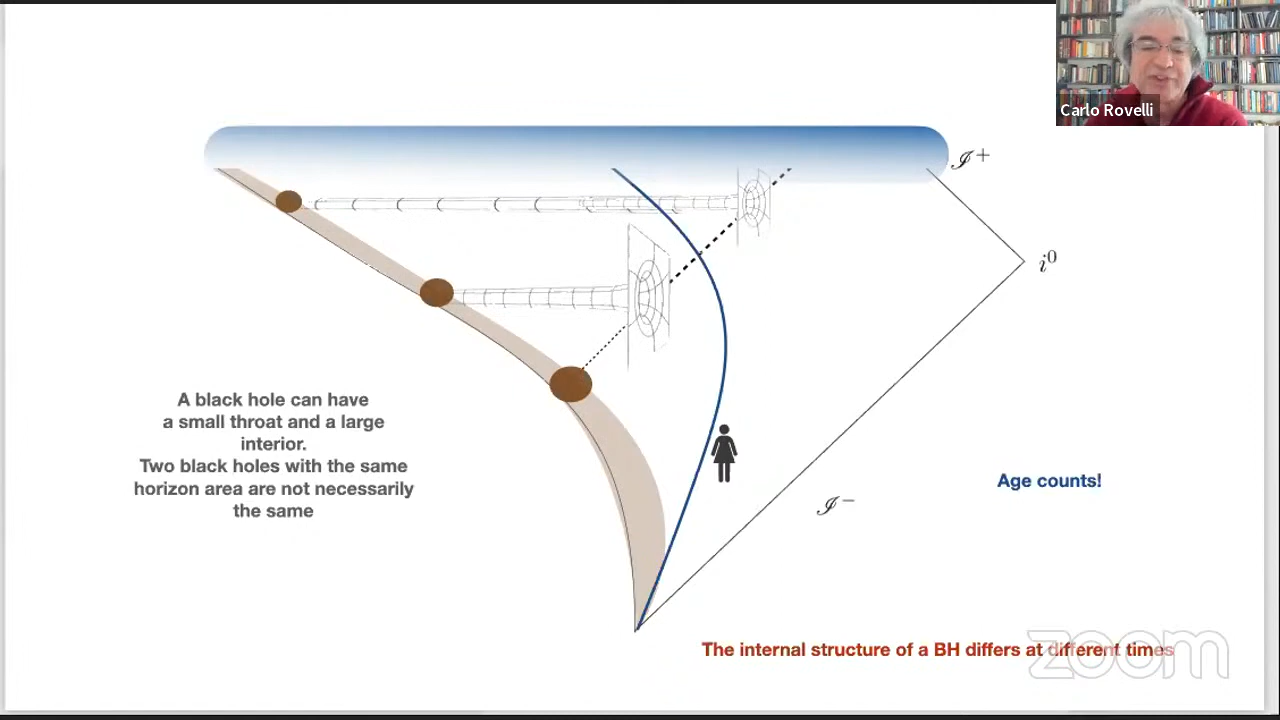 Carlo Rovelli
ℐ+
i0
A black hole can have
a small throat and a large
interior.
Two black holes with the same
horizon area are not necessarily
the same
Age counts!
ℐ−
The internal structure of a BH differs at different times
zoom